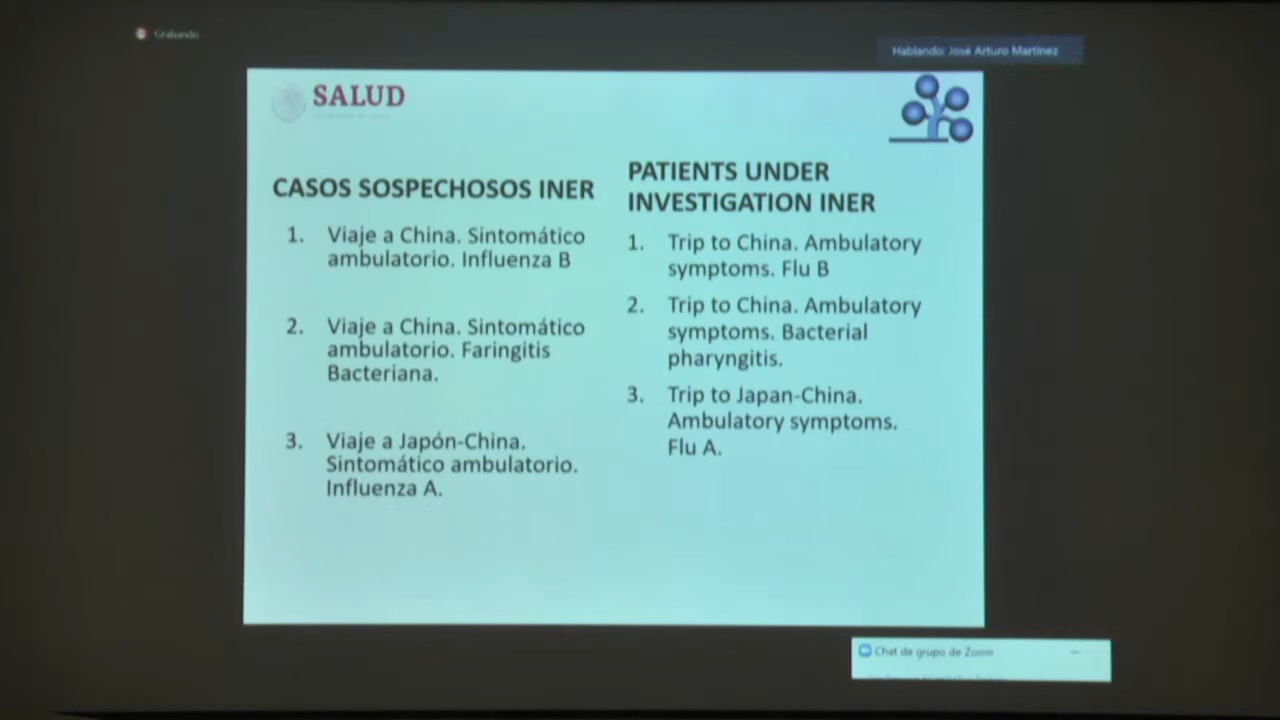 Grabando
Hablando: José Arturo Martínez
SALUD
CASOS SOSPECHOSOS INER
1. Viaje a China. Sintomático
ambulatorio. Influenza B
2. Viaje a China. Sintomático
ambulatorio. Faringitis
Bacteriana.
3. Viaje a Japón-China.
Sintomático ambulatorio.
Influenza A.
PATIENTS UNDER
INVESTIGATION INER
1. Trip to China. Ambulatory
symptoms. Flu B
2. Trip to China. Ambulatory
symptoms. Bacterial
pharyngitis.
3. Trip to Japan-China.
Ambulatory symptoms.
Flu A.
Chat de grupo de Zoom